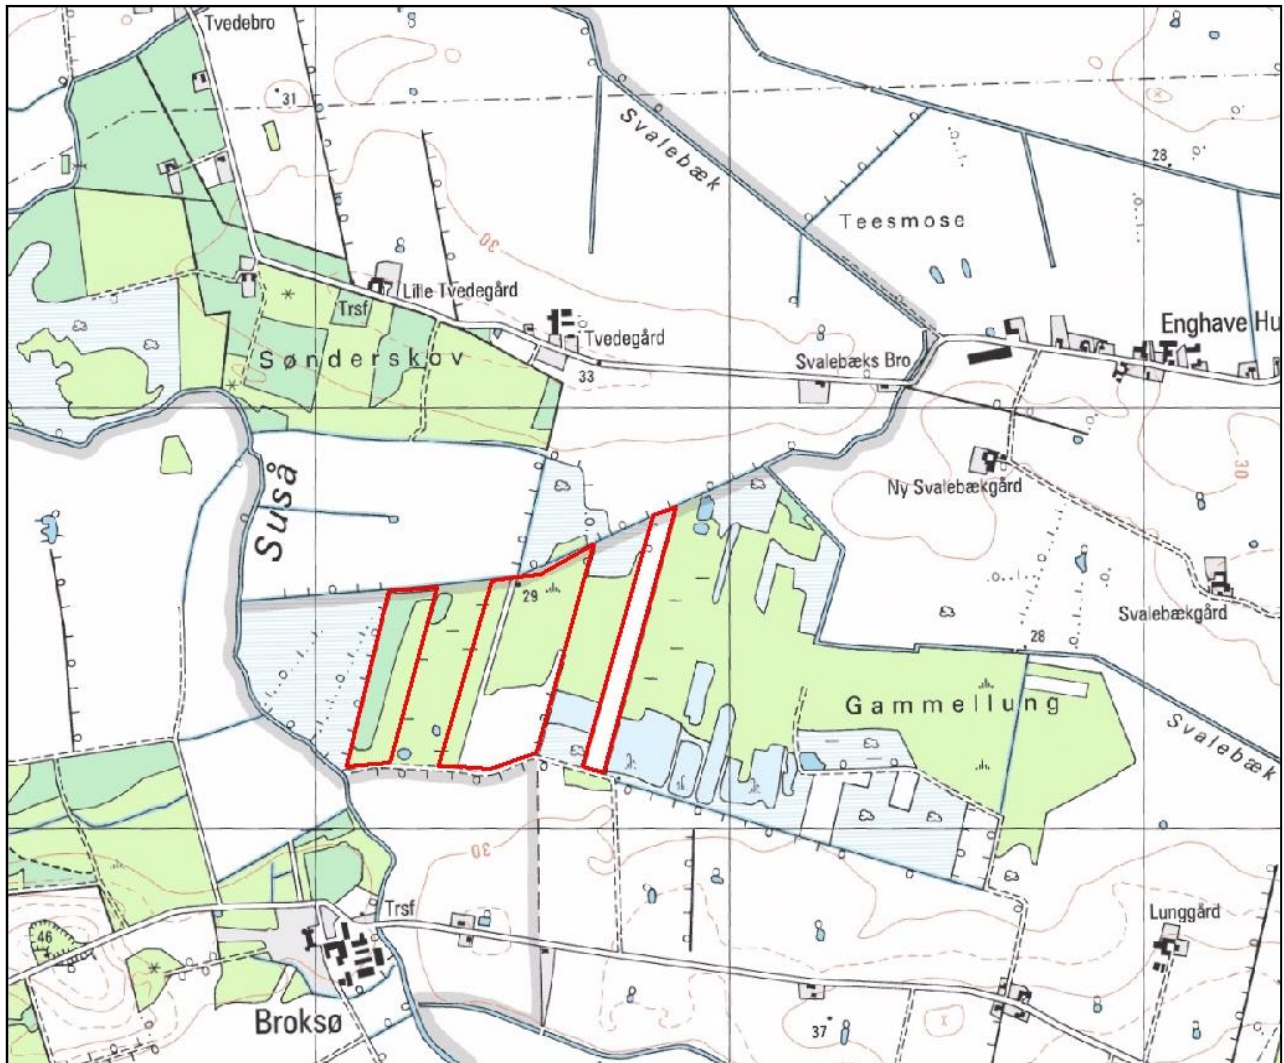 Tvedebro
31
Svalebæk
28
Teesmose
30
Lille Tvedegård
Trsf
Tvedegård
Enghave Hu
Sønderskov
Svalebæks Bro
33
Suså
Ny Svalebækgård
30
29
Svalebækgård
28
Gammellung
Svalebæk
30
Trsf
Lunggård
46
Broksø
37